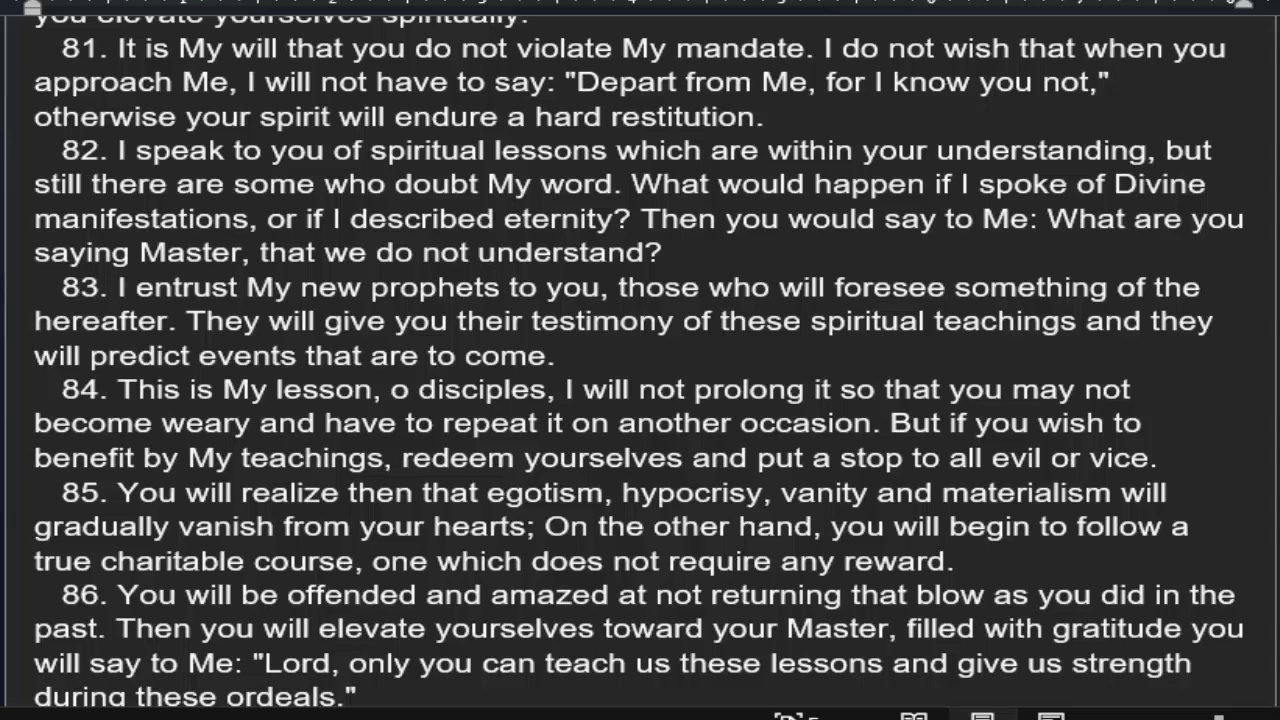 you elevate yourselves spiritually.
81. It is My will that you do not violate My mandate. I do not wish that when you
approach Me, I will not have to say: "Depart from Me, for I know you not,"
otherwise your spirit will endure a hard restitution.
82. I speak to you of spiritual lessons which are within your understanding, but
still there are some who doubt My word. What would happen if I spoke of Divine
manifestations, or if I described eternity? Then you would say to Me: What are you
saying Master, that we do not understand?
83. I entrust My new prophets to you, those who will foresee something of the
hereafter. They will give you their testimony of these spiritual teachings and they
will predict events that are to come.
84. This is My lesson, o disciples, I will not prolong it so that you may not
become weary and have to repeat it on another occasion. But if you wish to
benefit by My teachings, redeem yourselves and put a stop to all evil or vice.
85. You will realize then that egotism, hypocrisy, vanity and materialism will
gradually vanish from your hearts; On the other hand, you will begin to follow a
true charitable course, one which does not require any reward.
86. You will be offended and amazed at not returning that blow as you did in the
past. Then you will elevate yourselves toward your Master, filled with gratitude you
will say to Me: "Lord, only you can teach us these lessons and give us strength
during these ordeals."